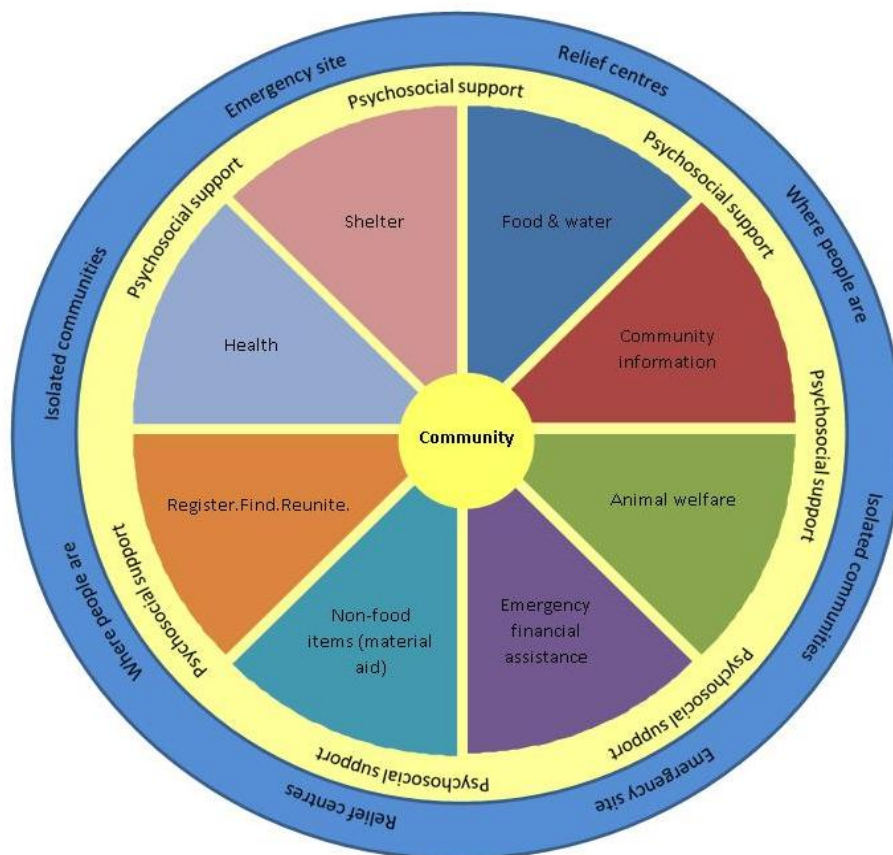 Emergency site
Relief centres
Where people are
Isolated communities
Emergency site
Relief centres
Where people are
Isolated communities
Psychosocial support
Psychosocial support
Psychosocial support
Psychosocial support
Psychosocial support
Psychosocial support
Psychosocial support
Shelter
Food & water
Community
information
Animal welfare
Emergency
financial
assistance
Non-food
items (material
aid)
Register.Find.Reunite.
Health
Community